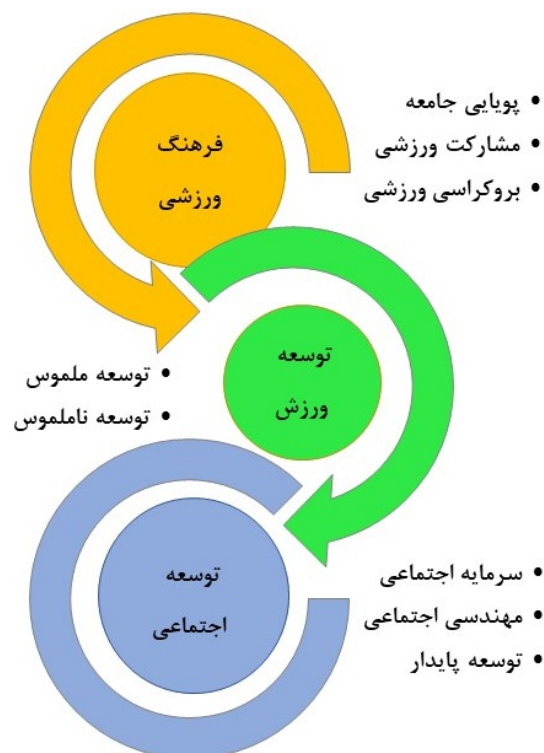 فرهنگ
ورزشی
• پویایی جامعه
• مشارکت ورزشی
• بروکراسی ورزشی
توسعه
ورزش
• توسعه ملموس
• توسعه ناملموس
توسعه
اجتماعی
• سرمایه اجتماعی
• مهندسی اجتماعی
• توسعه پایدار